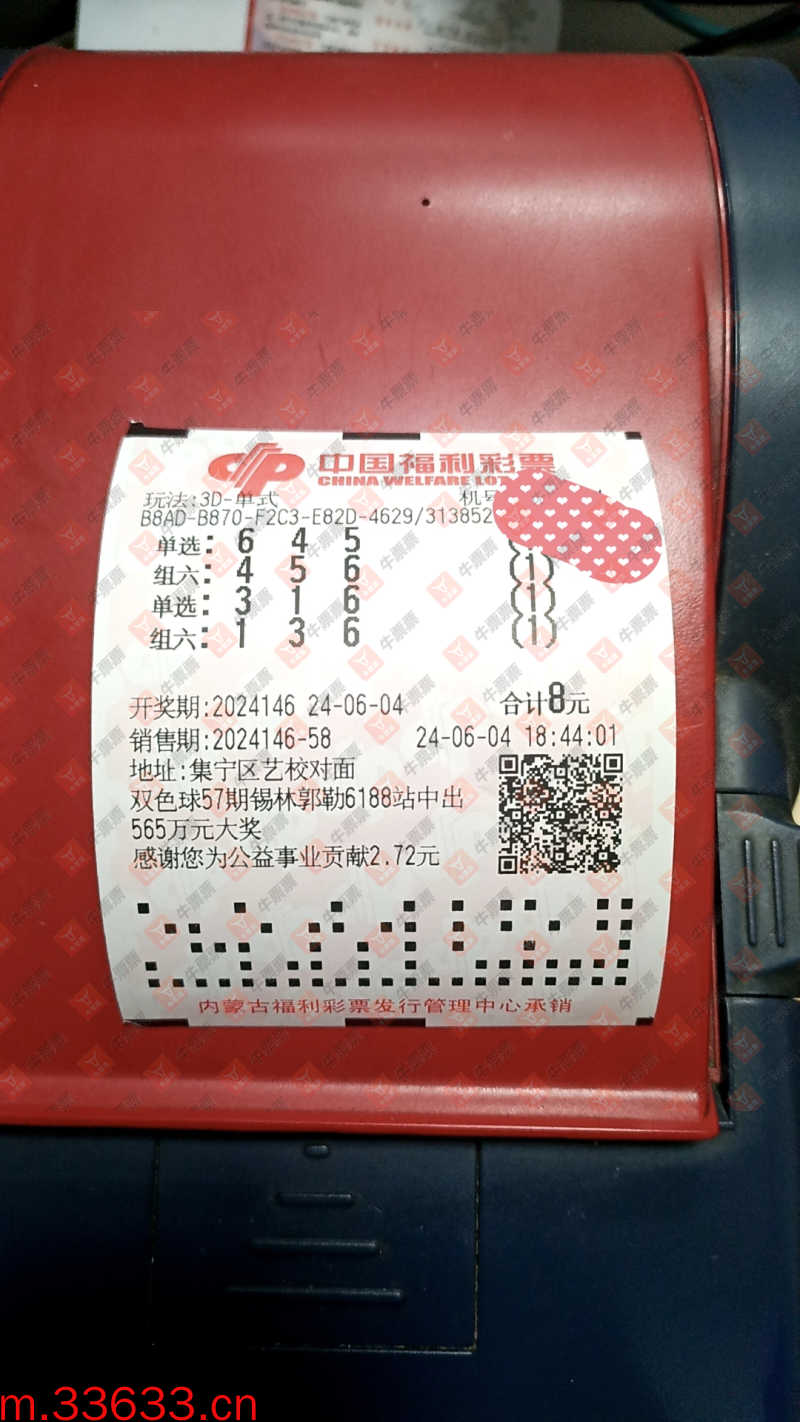 中国福利彩票
CHINA WELFARE LOT
玩法:3D-单式 机号
B8AD-B870-F2C3-E82D-4629/313852
单选: 6 4 5
组六: 4 5 6 (1)
单选: 3 1 6 (1)
组六: 1 3 6 (1)
开奖期:2024146 24-06-04 合计8元
销售期:2024146-58 24-06-04 18:44:01
地址:集宁区艺校对面
双色球57期锡林郭勒6188站中出
565万元大奖
感谢您为公益事业贡献2.72元
内蒙古福利彩票发行管理中心承销
牛票票
m.33633.cn